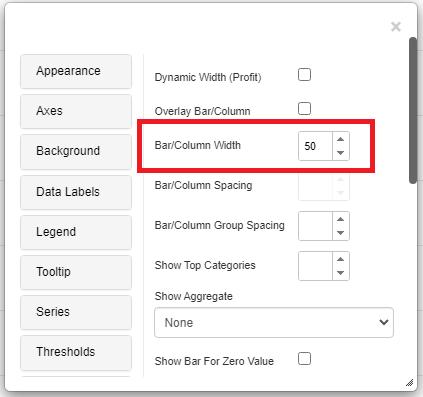 ×
Appearance
Axes
Background
Data Labels
Legend
Tooltip
Series
Thresholds
Dynamic Width (Profit)
Overlay Bar/Column
Bar/Column Width 50
Bar/Column Spacing
Bar/Column Group Spacing
Show Top Categories
Show Aggregate
None
Show Bar For Zero Value